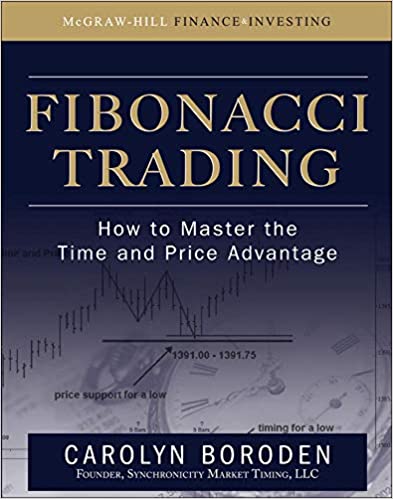 McGRAW-HILL FINANCE & INVESTING
FIBONACCI
TRADING
How to Master the
Time and Price Advantage
1391.00 - 1391.75
price support for a low
timing for a low
CAROLYN BORODEN
FOUNDER, SYNCHRONICITY MARKET TIMING, LLC